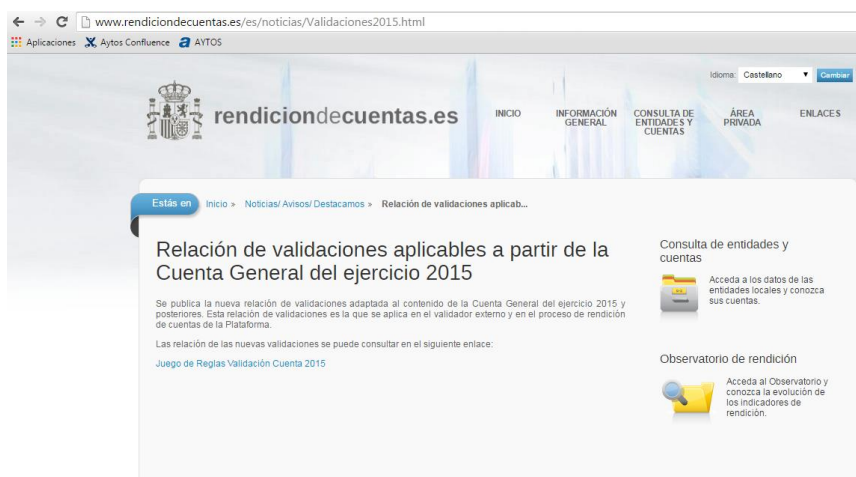 www.rendiciondecuentas.es/es/noticias/Validaciones2015.html
Aplicaciones Aytos Confluence AYTOS
Idioma: Castellano Cambiar
rendiciondecuentas.es
INICIO
INFORMACIÓN
GENERAL
CONSULTA DE
ENTIDADES Y
CUENTAS
ÁREA
PRIVADA
ENLACES
Estás en Inicio » Noticias/ Avisos/ Destacamos » Relación de validaciones aplicab...
Relación de validaciones aplicables a partir de la
Cuenta General del ejercicio 2015
Se publica la nueva relación de validaciones adaptada al contenido de la Cuenta General del ejercicio 2015 y
posteriores. Esta relación de validaciones es la que se aplica en el validador externo y en el proceso de rendición
de cuentas de la Plataforma.
Las relación de las nuevas validaciones se puede consultar en el siguiente enlace:
Juego de Reglas Validación Cuenta 2015
Consulta de entidades y
cuentas
Acceda a los datos de las
entidades locales y conozca
sus cuentas.
Observatorio de rendición
Acceda al Observatorio y
conozca la evolución de
los indicadores de
rendición.